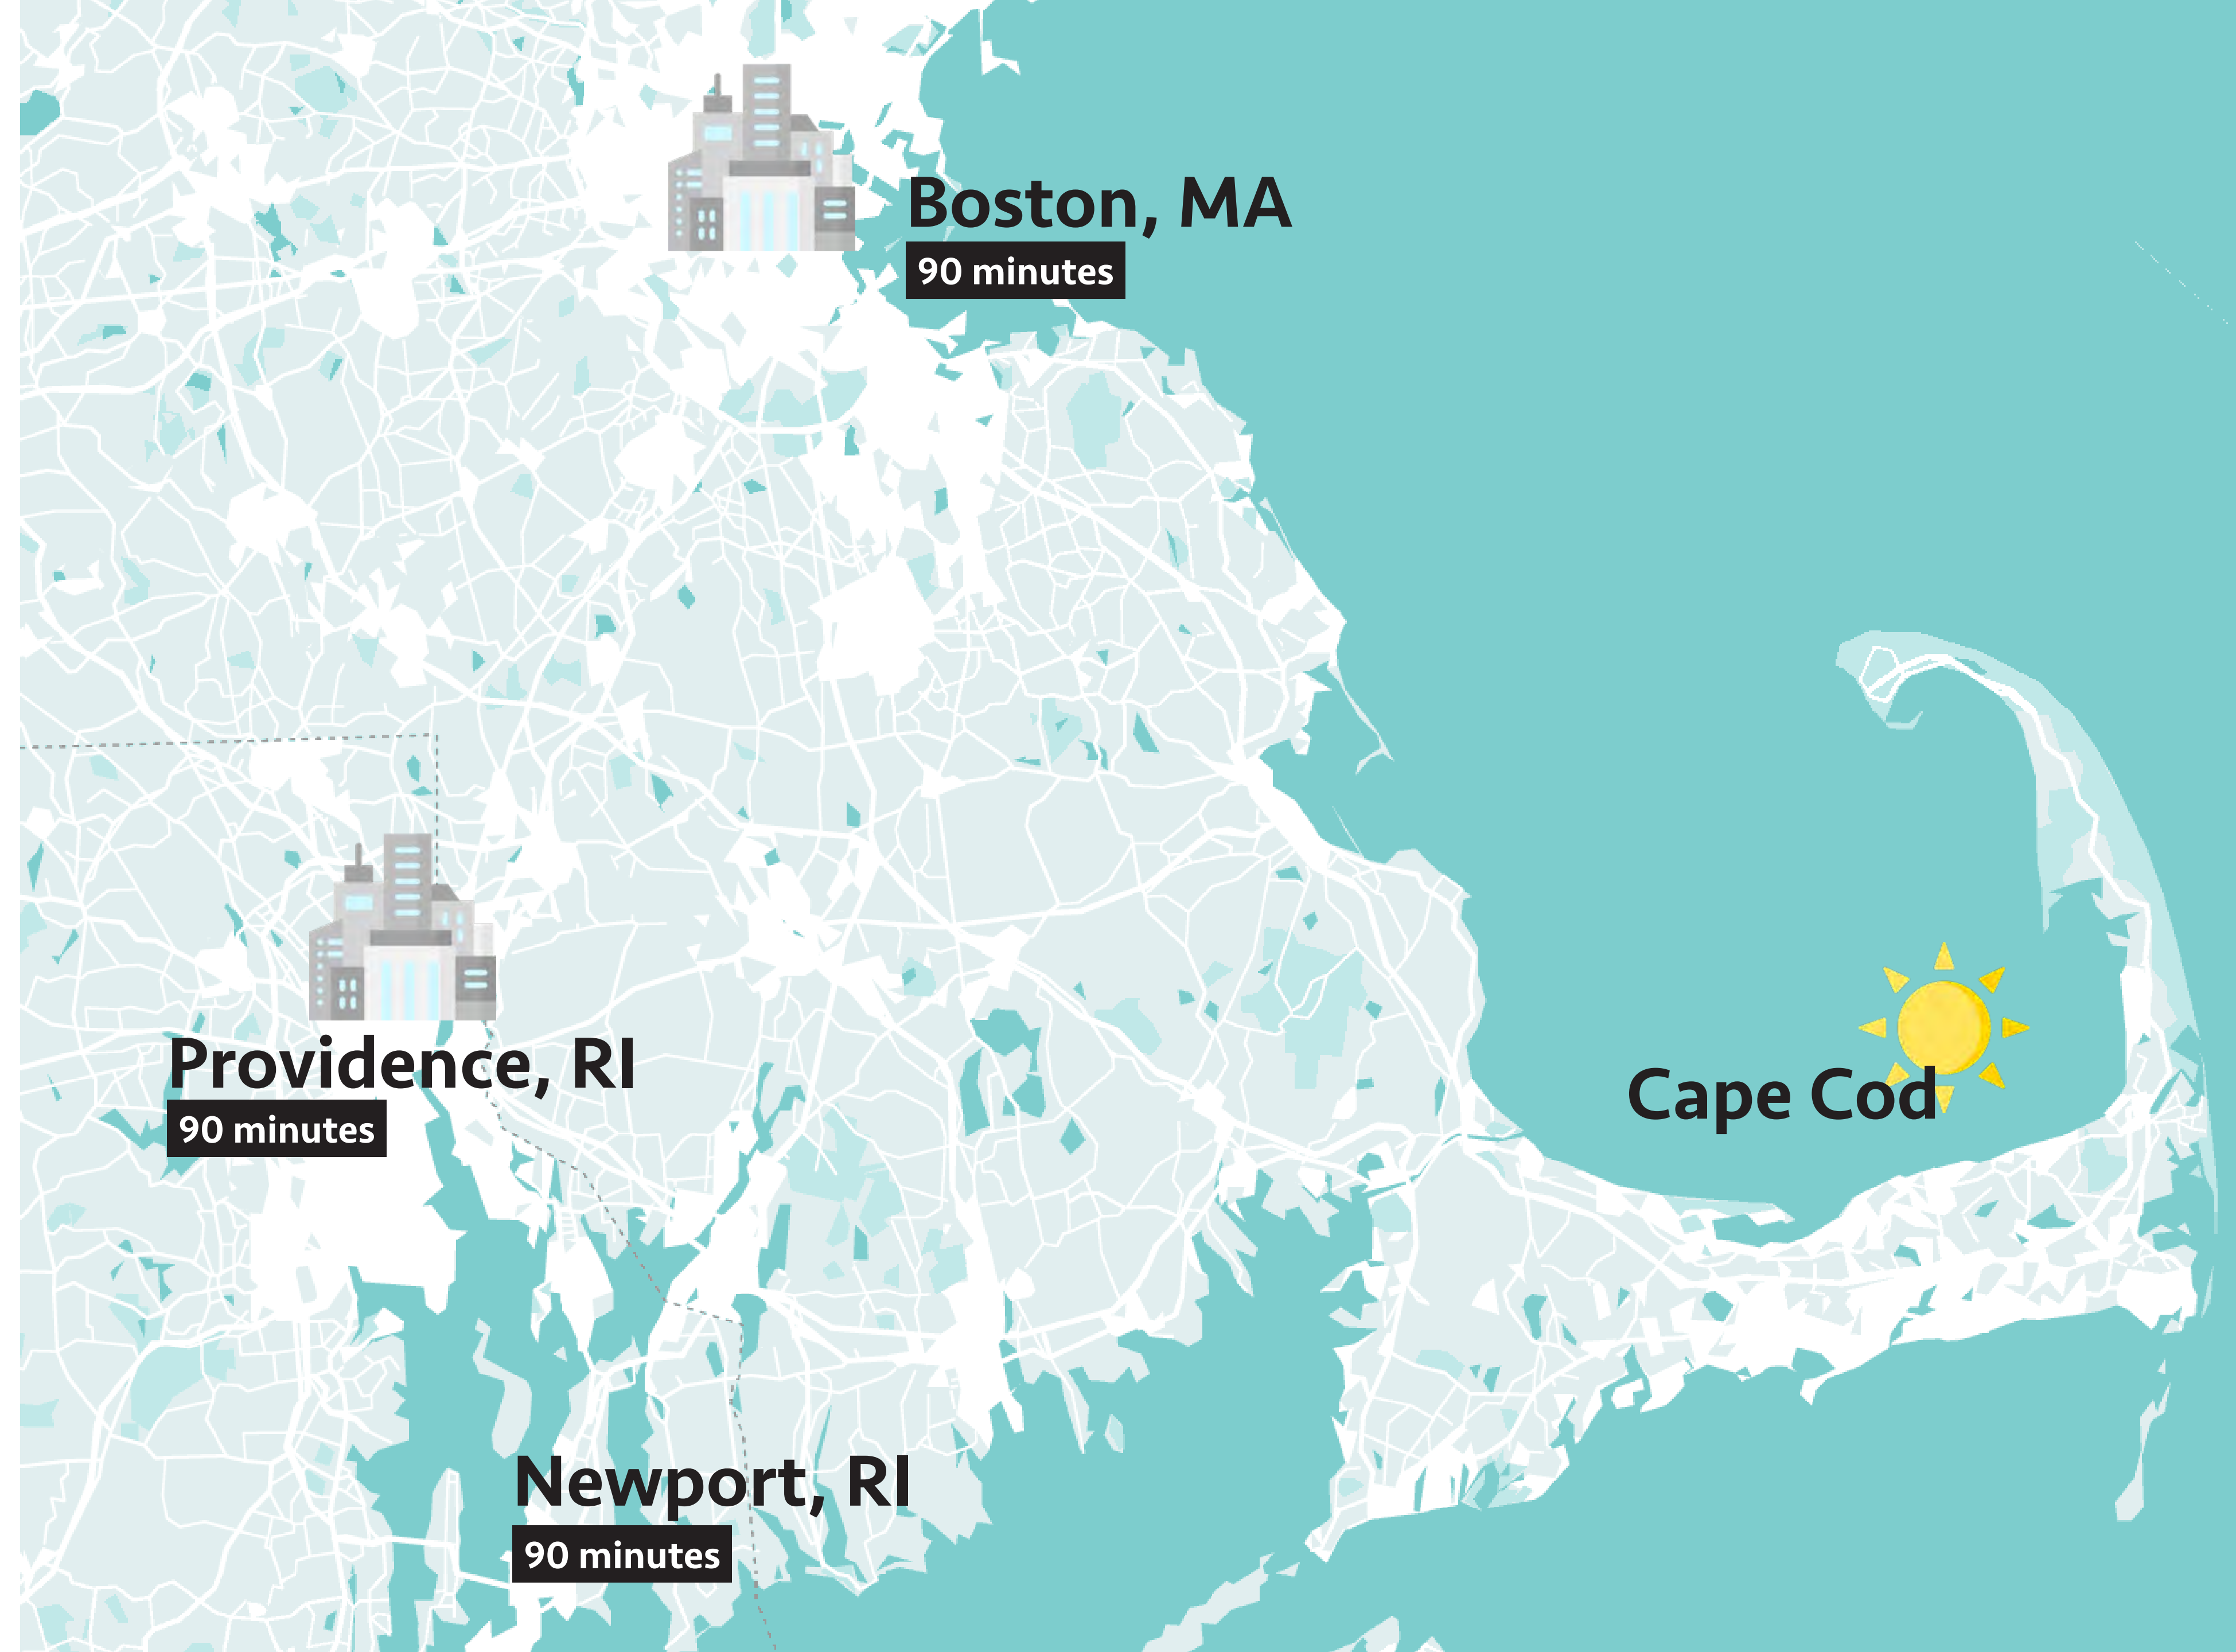 Boston, MA
90 minutes
Providence, RI
90 minutes
Cape Cod
Newport, RI
90 minutes